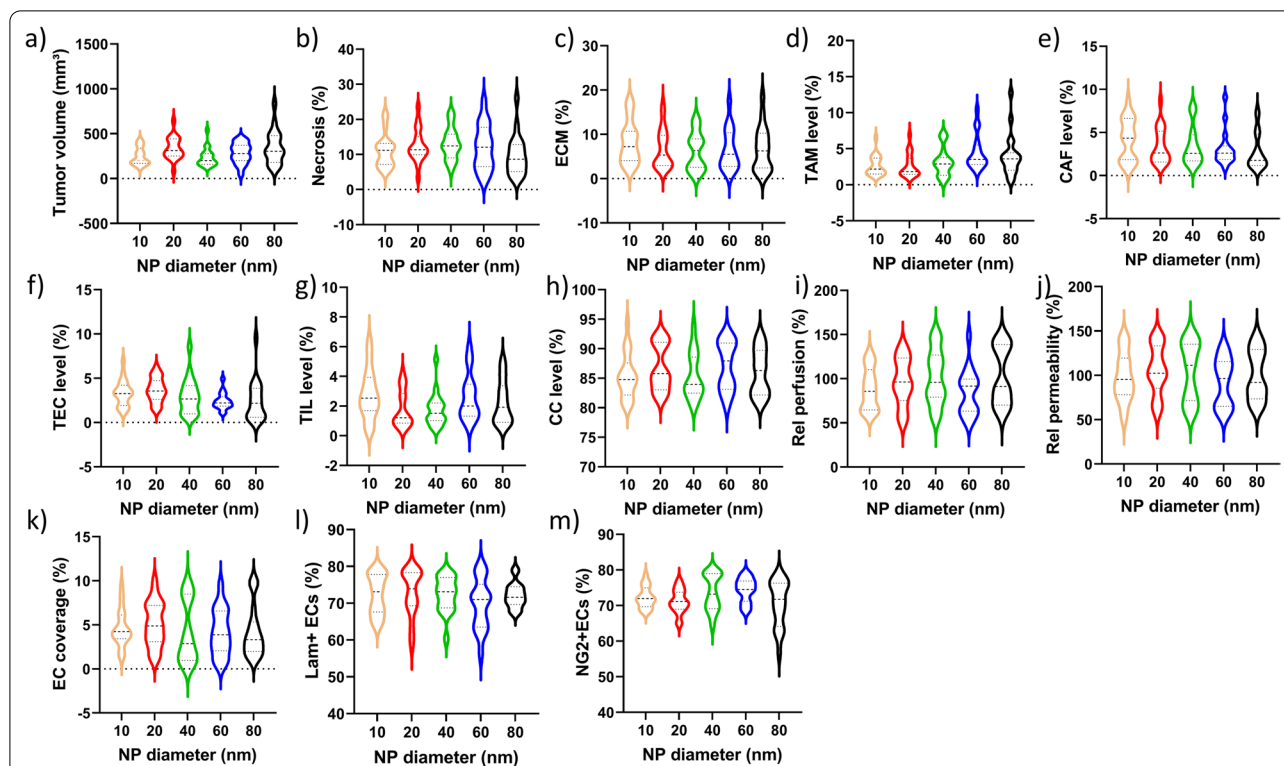 a)
Tumor volume (mm³)
1500
1000
500
0
-500
10 20 40 60 80
NP diameter (nm)
b)
Necrosis (%)
40
30
20
10
0
-10
10 20 40 60 80
NP diameter (nm)
c)
ECM (%)
30
20
10
0
-10
10 20 40 60 80
NP diameter (nm)
d)
TAM level (%)
20
15
10
5
0
-5
10 20 40 60 80
NP diameter (nm)
e)
CAF level (%)
15
10
5
0
-5
10 20 40 60 80
NP diameter (nm)
f)
TEC level (%)
15
10
5
0
-5
10 20 40 60 80
NP diameter (nm)
g)
TIL level (%)
10
8
6
4
2
0
-2
10 20 40 60 80
NP diameter (nm)
h)
CC level (%)
100
95
90
85
80
75
70
10 20 40 60 80
NP diameter (nm)
i)
Rel perfusion (%)
200
150
100
50
0
10 20 40 60 80
NP diameter (nm)
j)
Rel permeability (%)
200
150
100
50
0
10 20 40 60 80
NP diameter (nm)
k)
EC coverage (%)
15
10
5
0
-5
10 20 40 60 80
NP diameter (nm)
l)
Lam+ ECs (%)
90
80
70
60
50
40
10 20 40 60 80
NP diameter (nm)
m)
NG2+ECs (%)
90
80
70
60
50
40
10 20 40 60 80
NP diameter (nm)